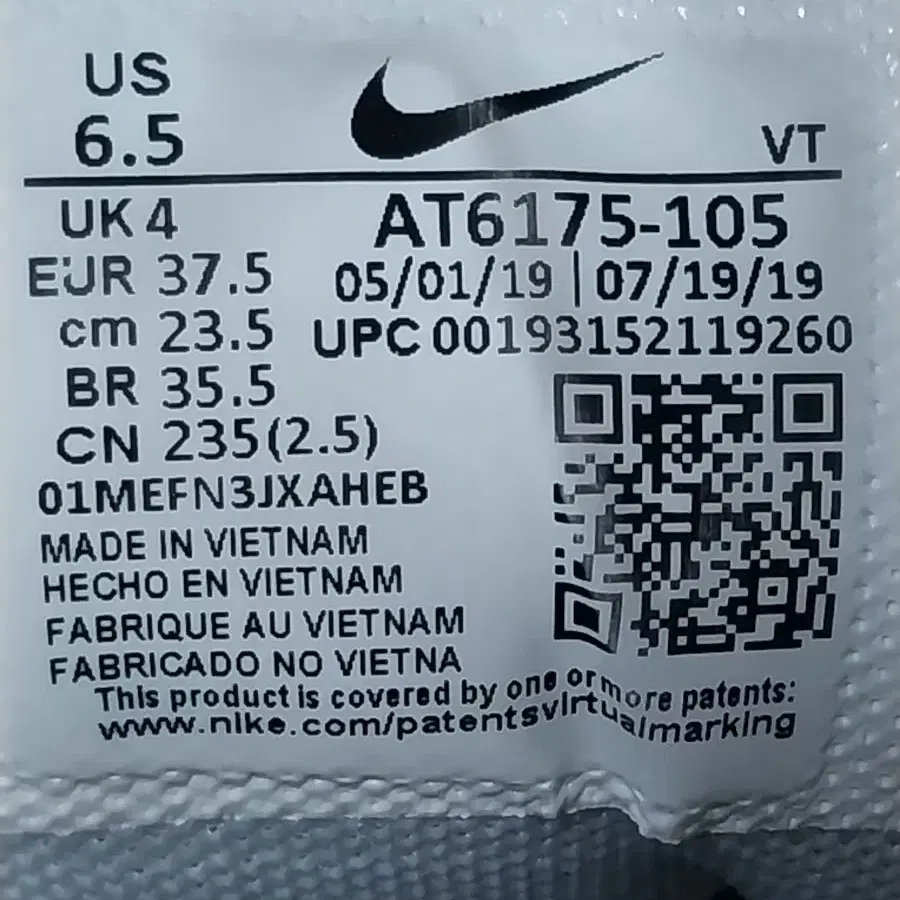 US
6.5
VT
UK 4
AT6175-105
EUR 37.5
05/01/19 | 07/19/19
cm 23.5
UPC 00193152119260
BR 35.5
CN 235(2.5)
01MEFN3JXAHEB
MADE IN VIETNAM
HECHO EN VIETNAM
FABRIQUE AU VIETNAM
FABRICADO NO VIETNA
This product is covered by one or more patents:
www.nike.com/patentsvirtualmarking